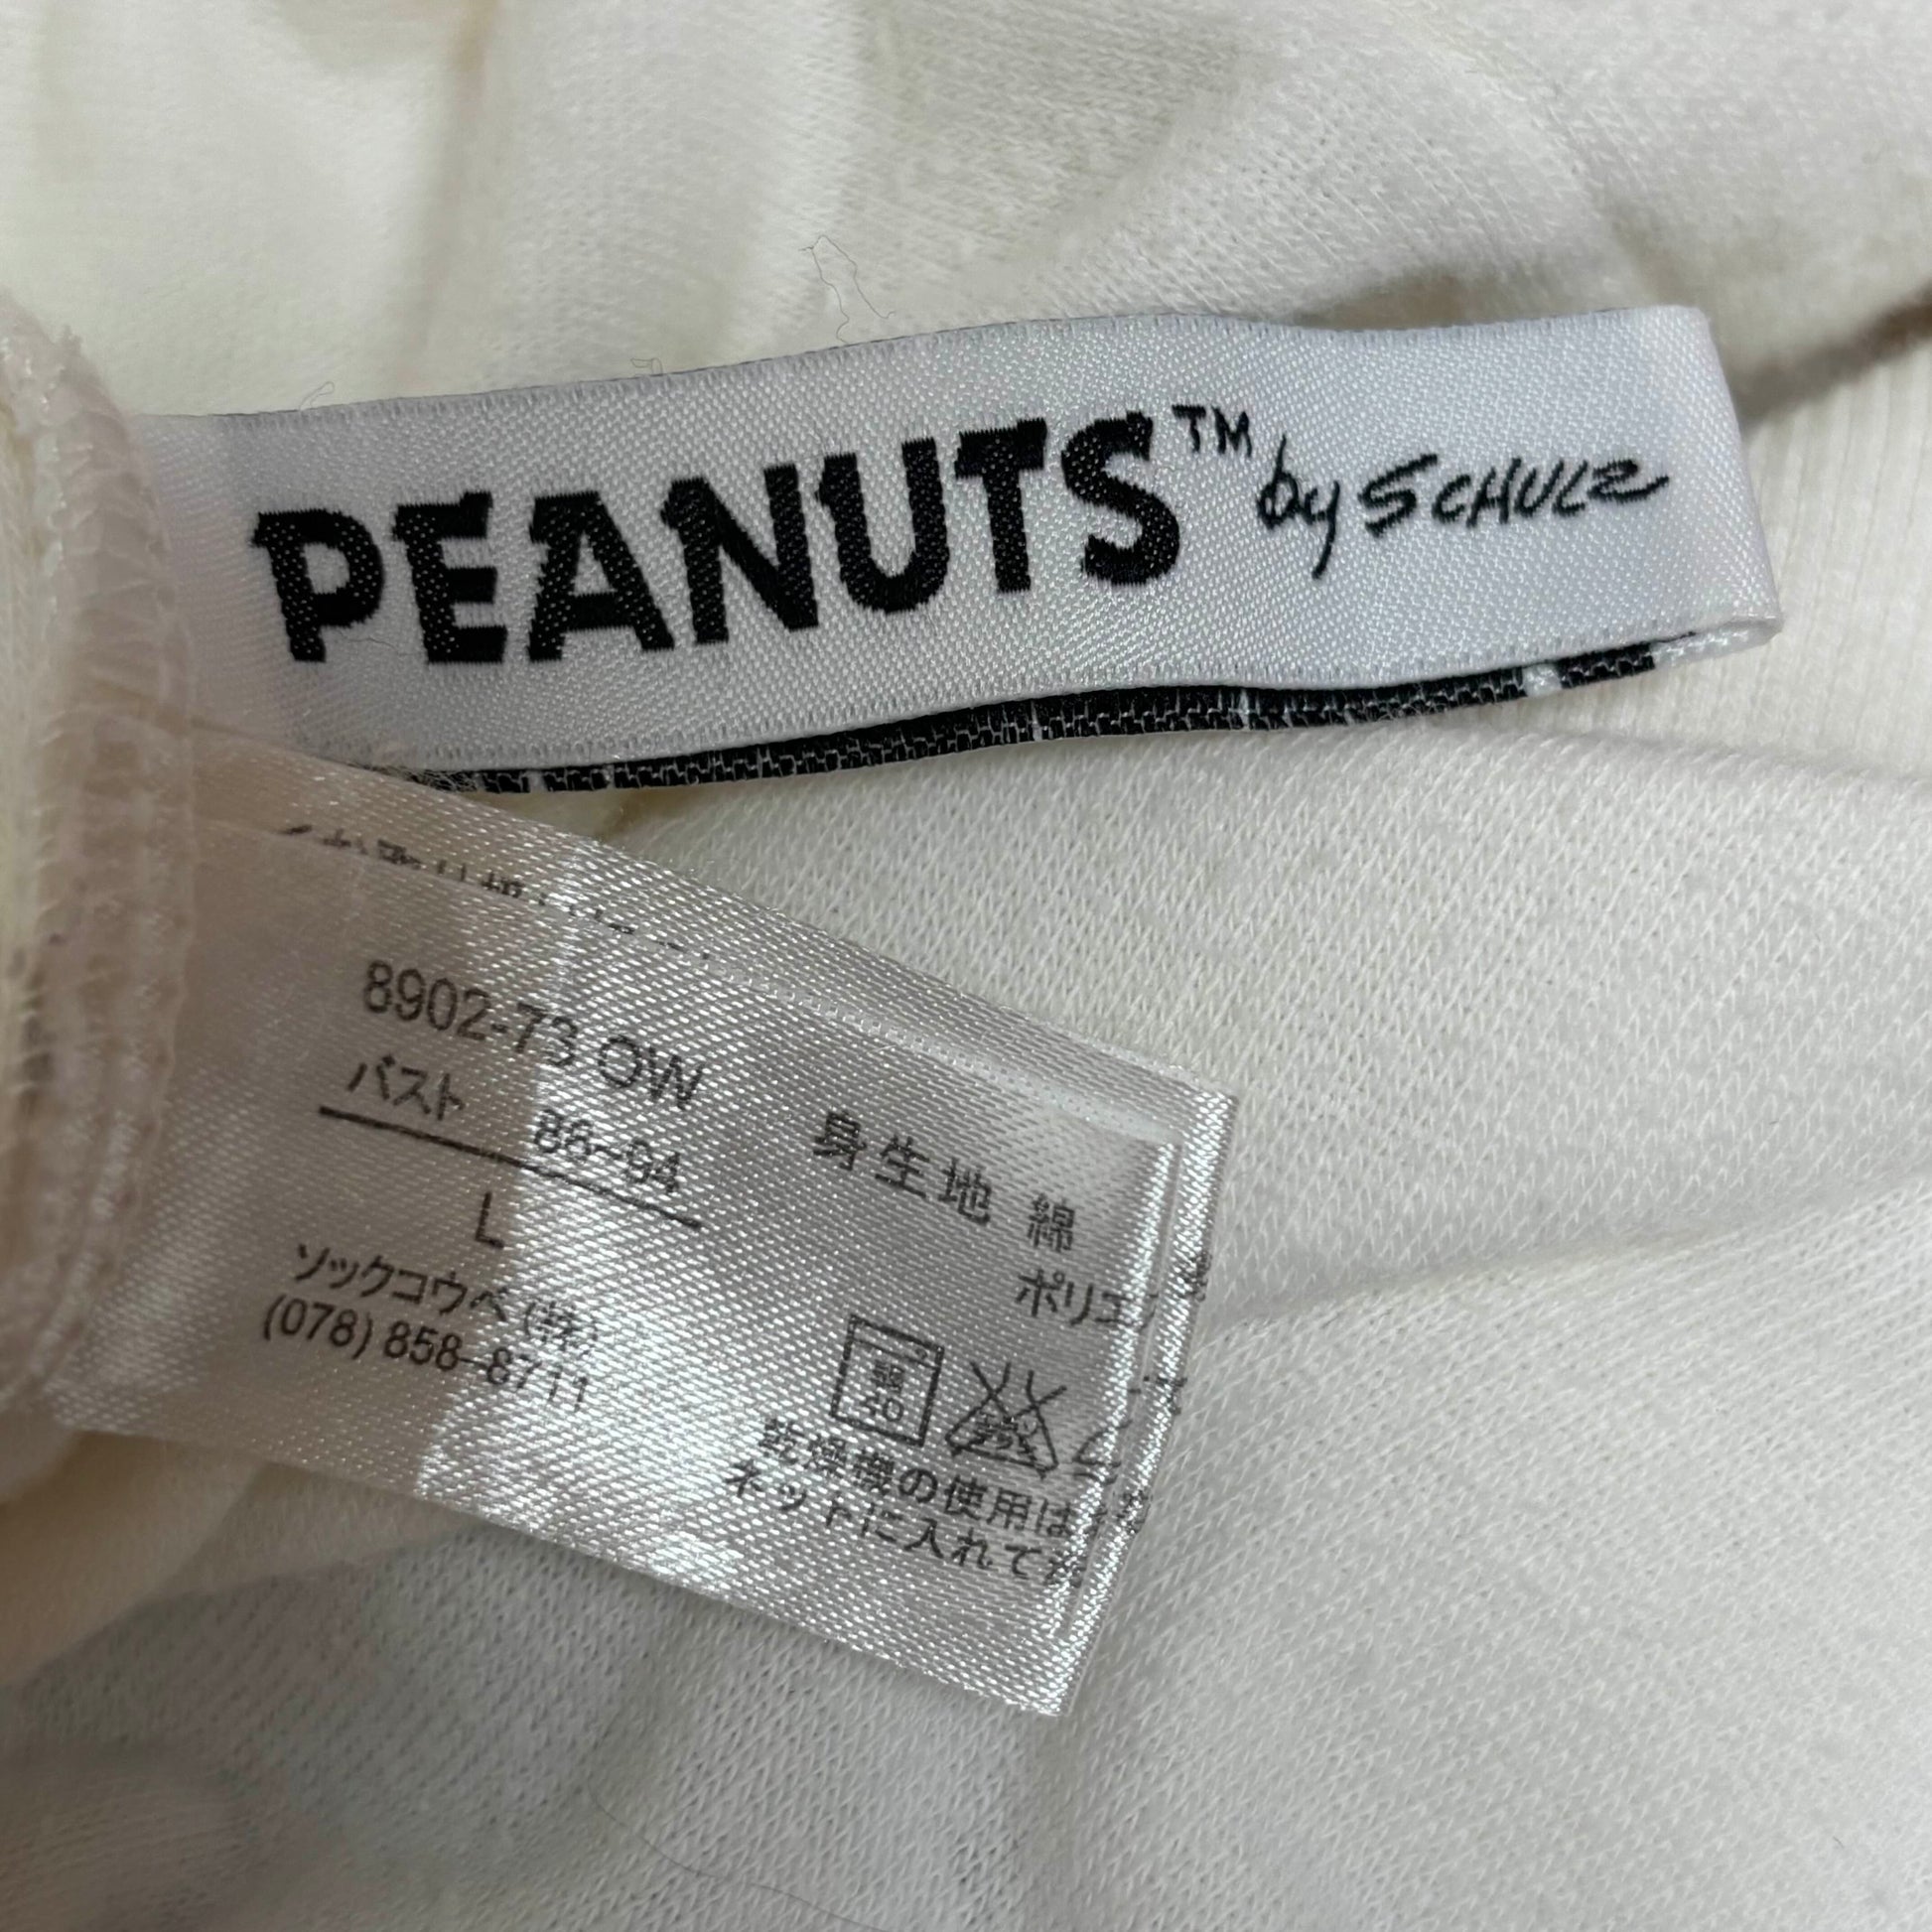 PEANUTS™ by SCHULZ
8902-73 OW
バスト 86~94
L
ソックコウベ(株)
(078) 858-8711
身生地 綿
ポリエ
40
乾燥機の使用は
ネットに入れて